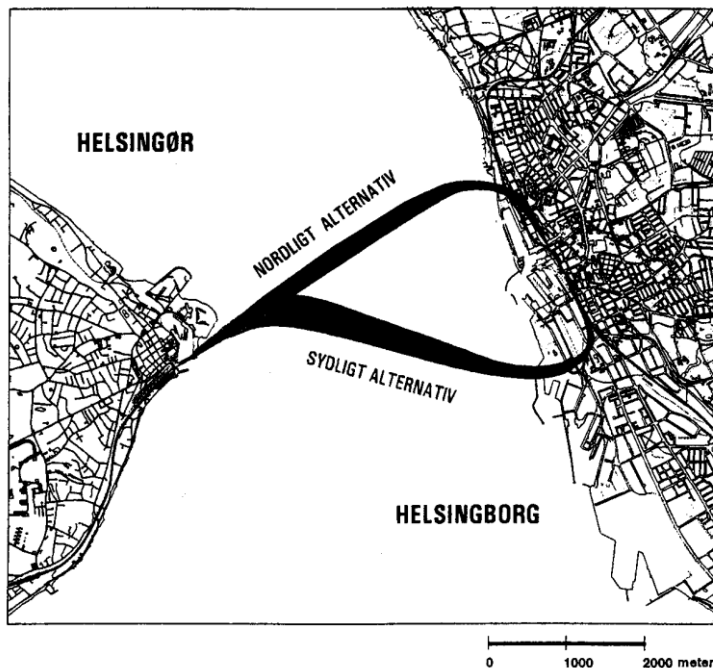 HELSINGØR
NORDLIGT ALTERNATIV
SYDLIGT ALTERNATIV
HELSINGBORG
0 1000 2000 meter